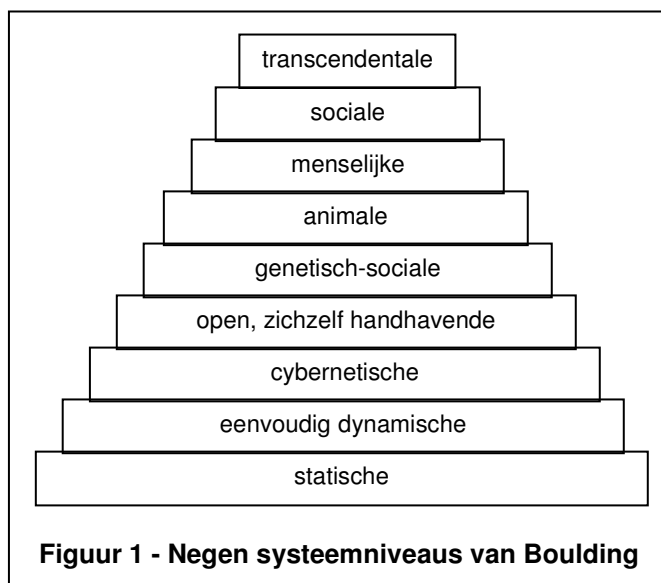 transcendentale
sociale
menselijke
animale
genetisch-sociale
open, zichzelf handhavende
cybernetische
eenvoudig dynamische
statische
Figuur 1 - Negen systeemniveaus van Boulding